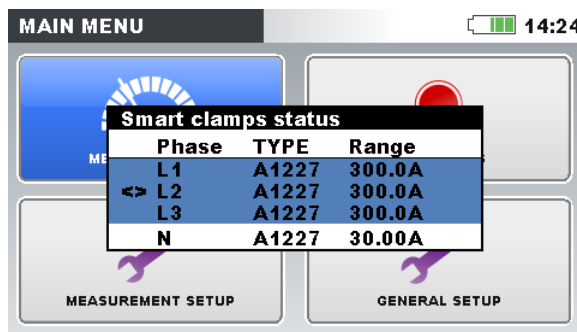 MAIN MENU 14:24
Smart clamps status
Phase TYPE Range
L1 A1227 300.0A
<> L2 A1227 300.0A
L3 A1227 300.0A
N A1227 30.00A
MEASUREMENT SETUP GENERAL SETUP